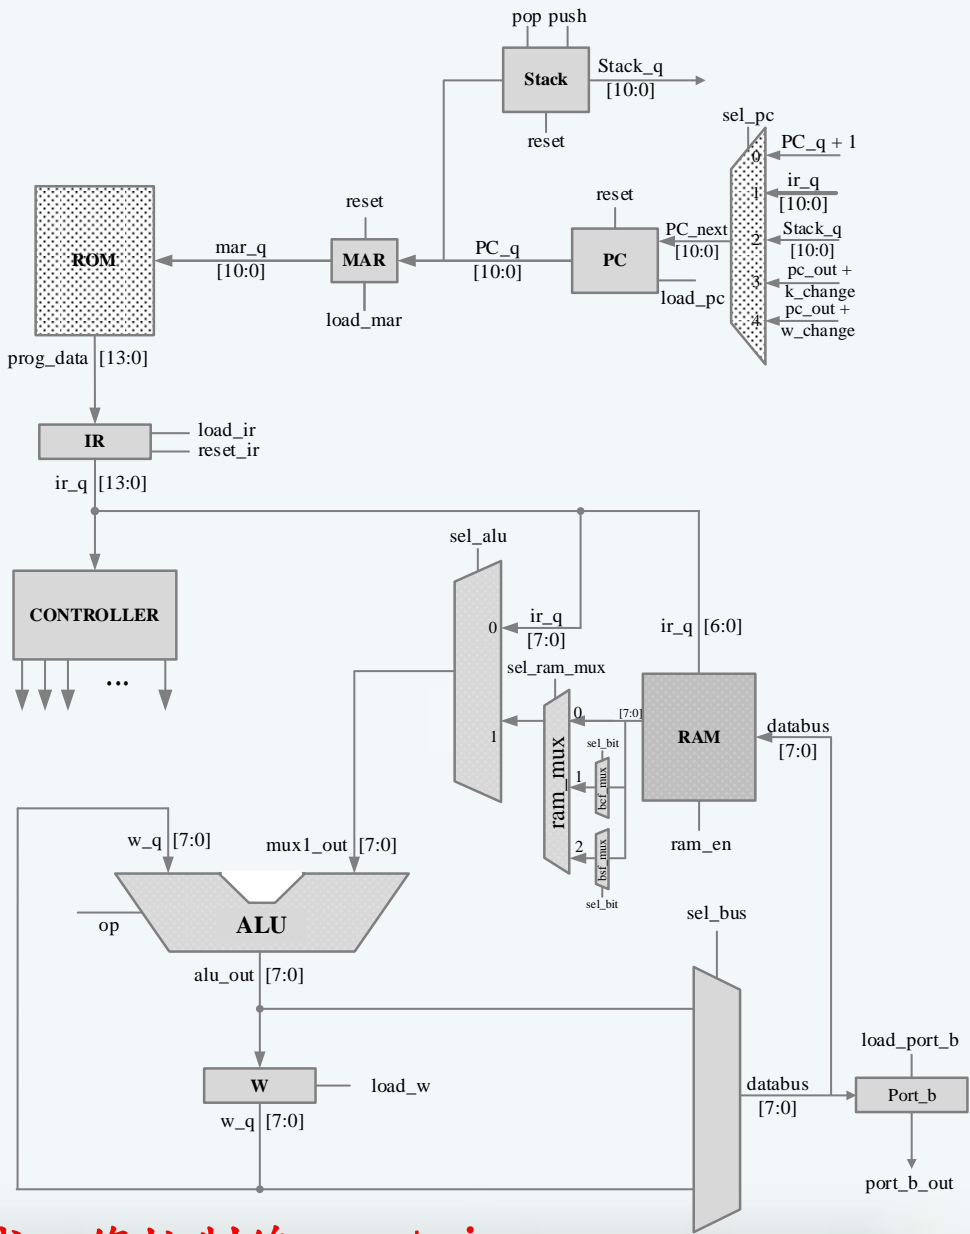 pop push
Stack
Stack_q
[10:0]
reset
sel_pc
0
PC_q + 1
1
ir_q
[10:0]
2
Stack_q
[10:0]
3
pc_out +
k_change
4
pc_out +
w_change
PC_next
[10:0]
reset
PC
load_pc
PC_q
[10:0]
reset
MAR
load_mar
mar_q
[10:0]
ROM
prog_data [13:0]
IR
load_ir
reset_ir
ir_q [13:0]
CONTROLLER
...
sel_alu
0
ir_q
[7:0]
1
sel_ram_mux
ram_mux
0
[7:0]
sel_bit
1
bcf_mux
2
bsf_mux
sel_bit
ir_q [6:0]
RAM
databus
[7:0]
ram_en
w_q [7:0]
mux1_out [7:0]
op
ALU
alu_out [7:0]
W
load_w
w_q [7:0]
sel_bus
databus
[7:0]
load_port_b
Port_b
port_b_out